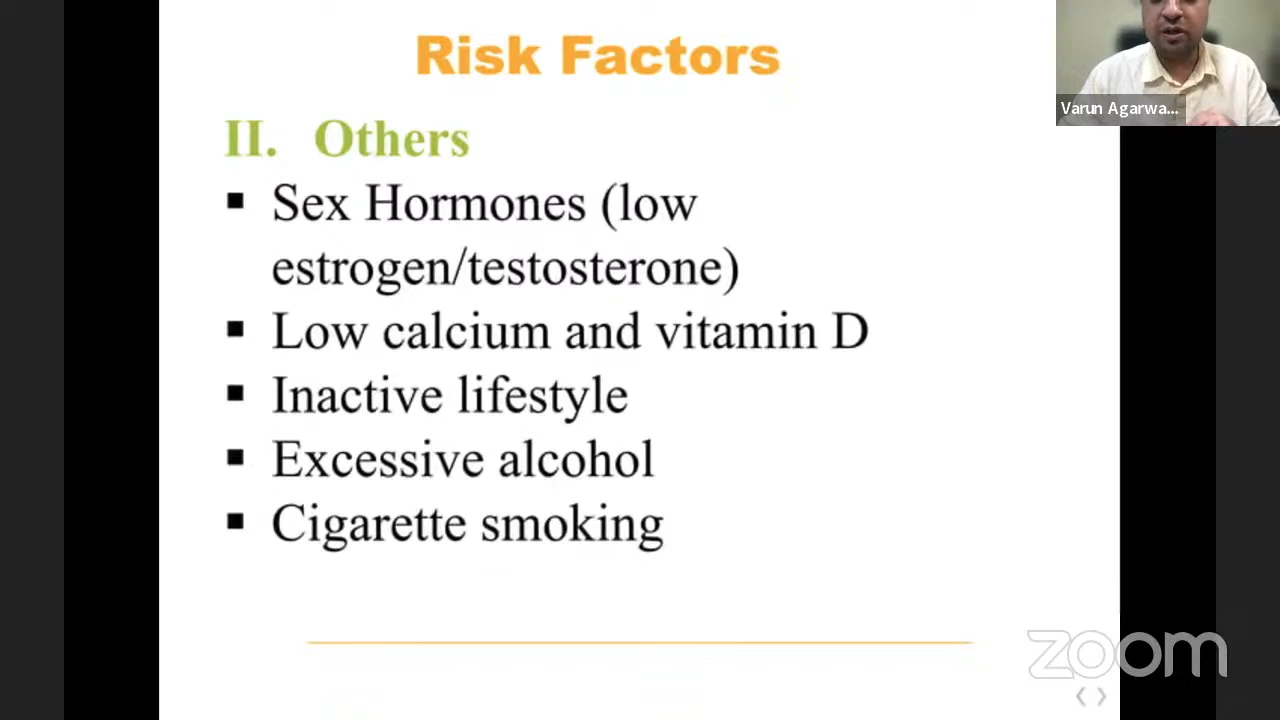 Risk Factors
Varun Agarwa...
II. Others
▪ Sex Hormones (low
estrogen/testosterone)
▪ Low calcium and vitamin D
▪ Inactive lifestyle
▪ Excessive alcohol
▪ Cigarette smoking
zoom